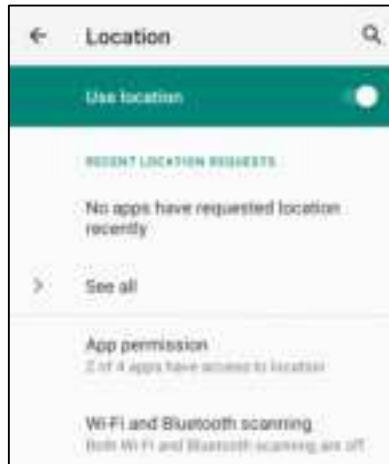 Location
Use location
RECENT LOCATION REQUESTS
No apps have requested location
recently
See all
App permission
2 of 4 apps have access to location
Wi-Fi and Bluetooth scanning
Both Wi-Fi and Bluetooth scanning are off